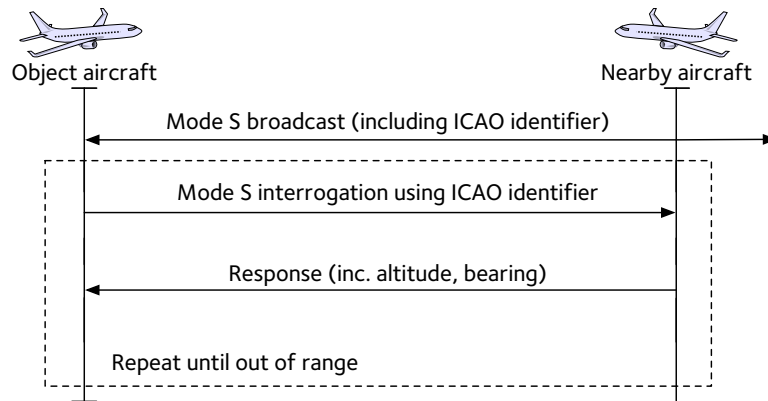 Object aircraft
Nearby aircraft
Mode S broadcast (including ICAO identifier)
Mode S interrogation using ICAO identifier
Response (inc. altitude, bearing)
Repeat until out of range